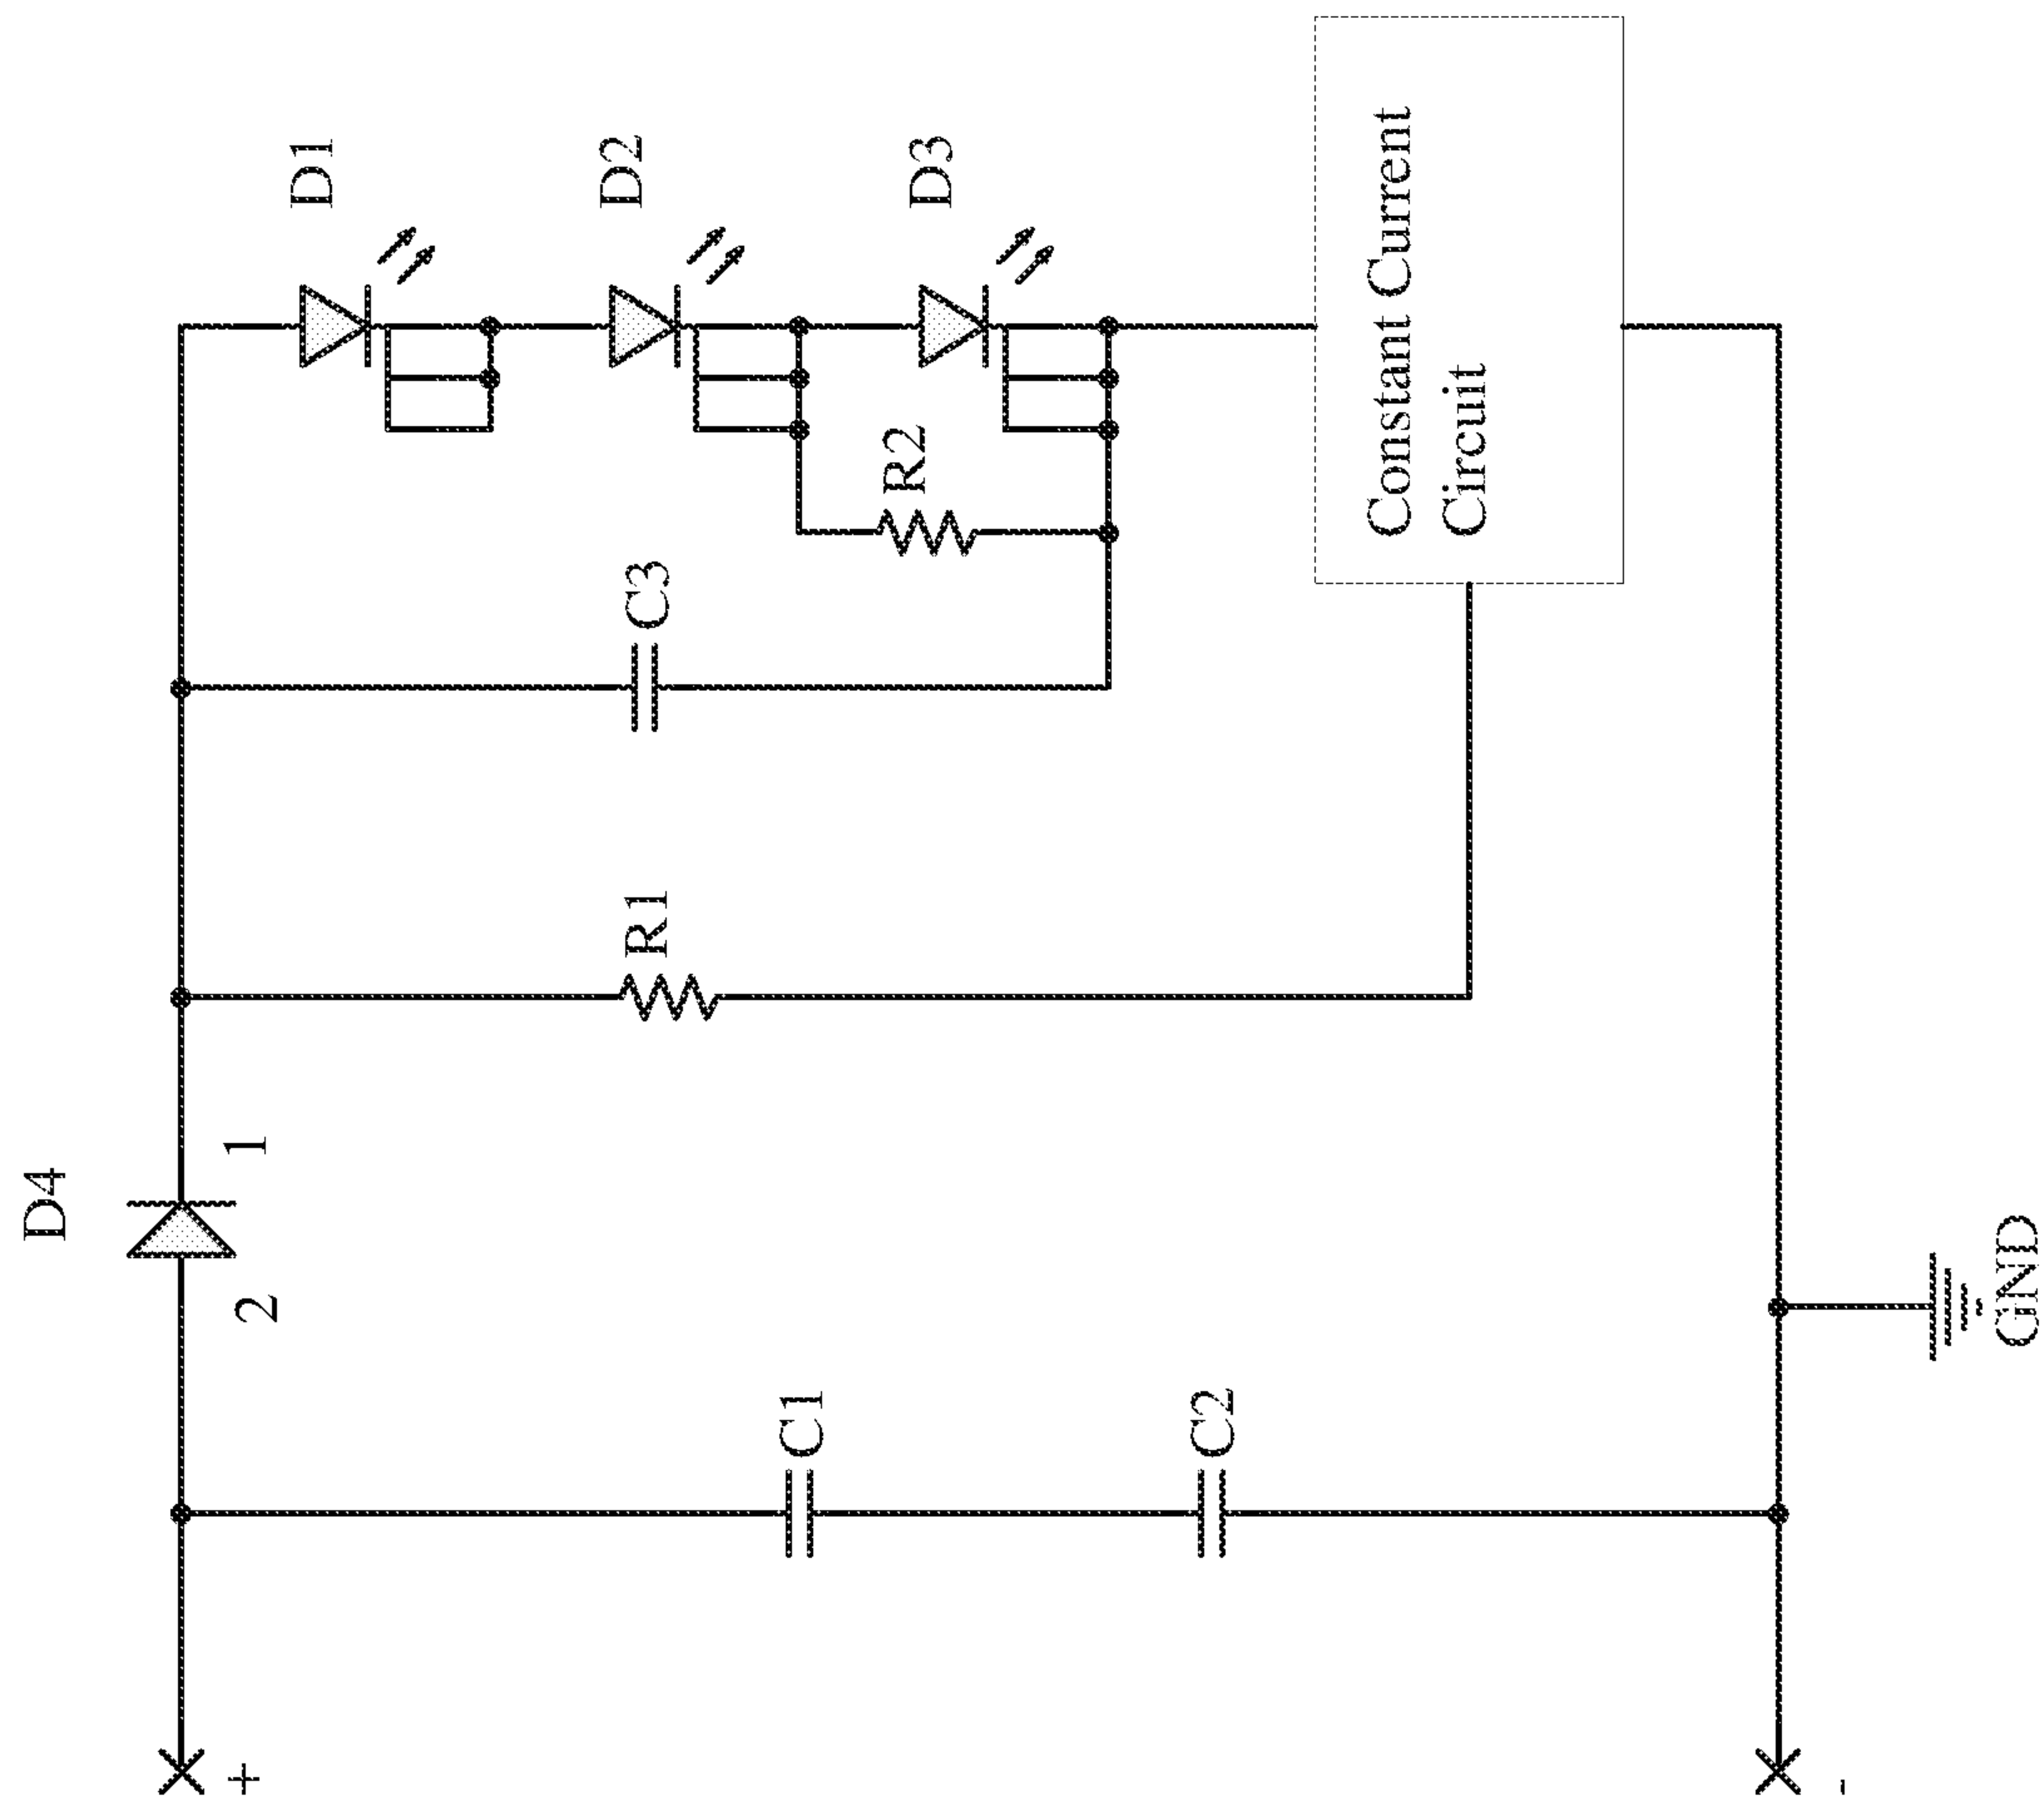 D4
2
1
+
C1
C2
R1
C3
R2
D1
D2
D3
Constant Current
Circuit
GND
-